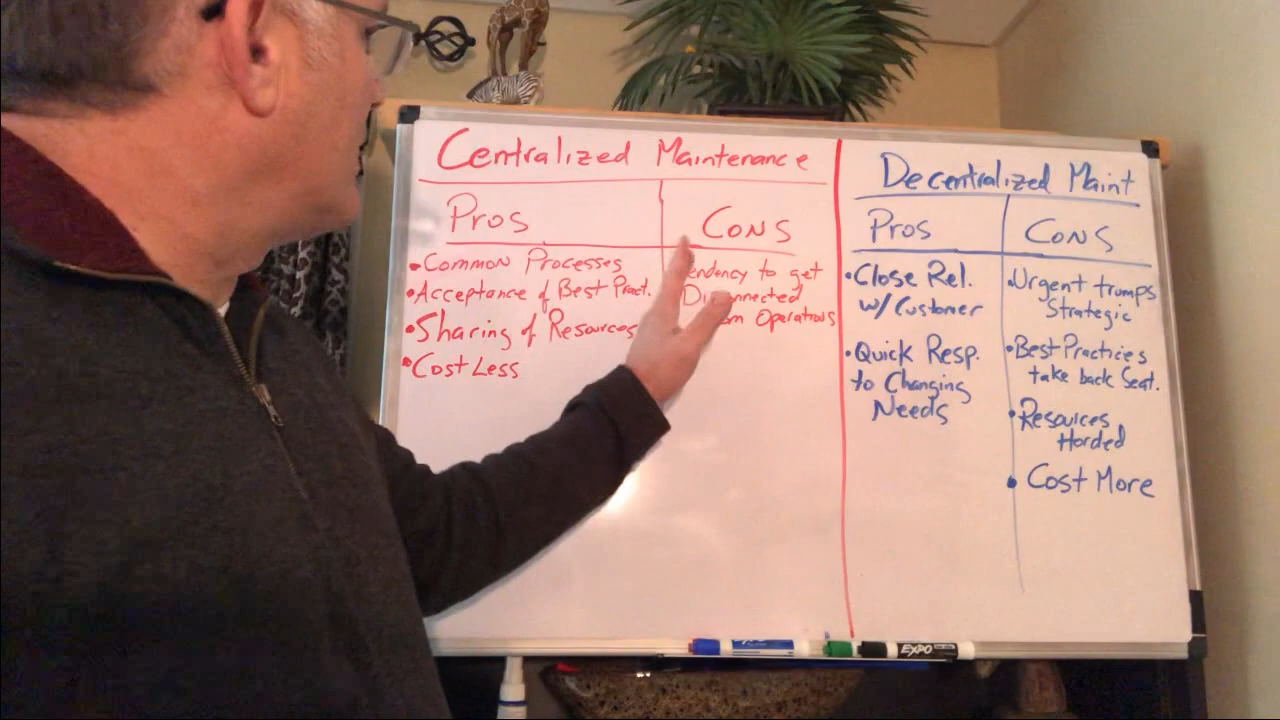 Centralized Maintenance
Pros
• Common Processes
• Acceptance of Best Pract.
• Sharing of Resources
• Cost Less
Cons
to get
Operations
Decentralized Maint
Pros
• Close Rel.
w/ Customer
• Quick Resp.
to Changing
Needs
Cons
• Urgent trumps
Strategic
• Best Practicies
take back Seat.
• Resources
Horded
• Cost More
EXPO